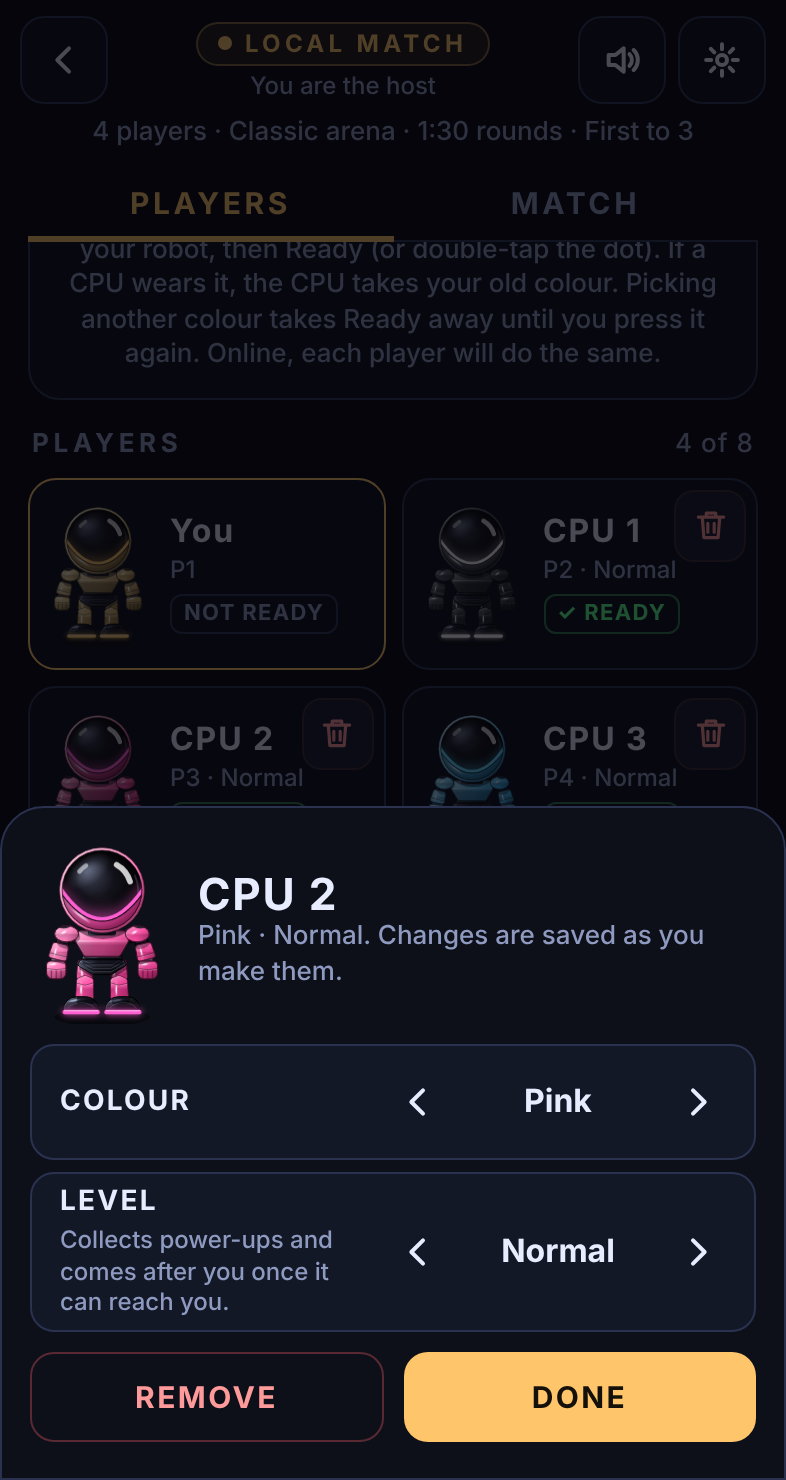 LOCAL MATCH
You are the host
4 players · Classic arena · 1:30 rounds · First to 3
PLAYERS
MATCH
your robot, then Ready (or double-tap the dot). If a
CPU wears it, the CPU takes your old colour. Picking
another colour takes Ready away until you press it
again. Online, each player will do the same.
PLAYERS
4 of 8
You
P1
NOT READY
CPU 1
P2 · Normal
✓ READY
CPU 2
P3 · Normal
CPU 3
P4 · Normal
CPU 2
Pink · Normal. Changes are saved as you
make them.
COLOUR
Pink
LEVEL
Collects power-ups and
comes after you once it
can reach you.
Normal
REMOVE
DONE